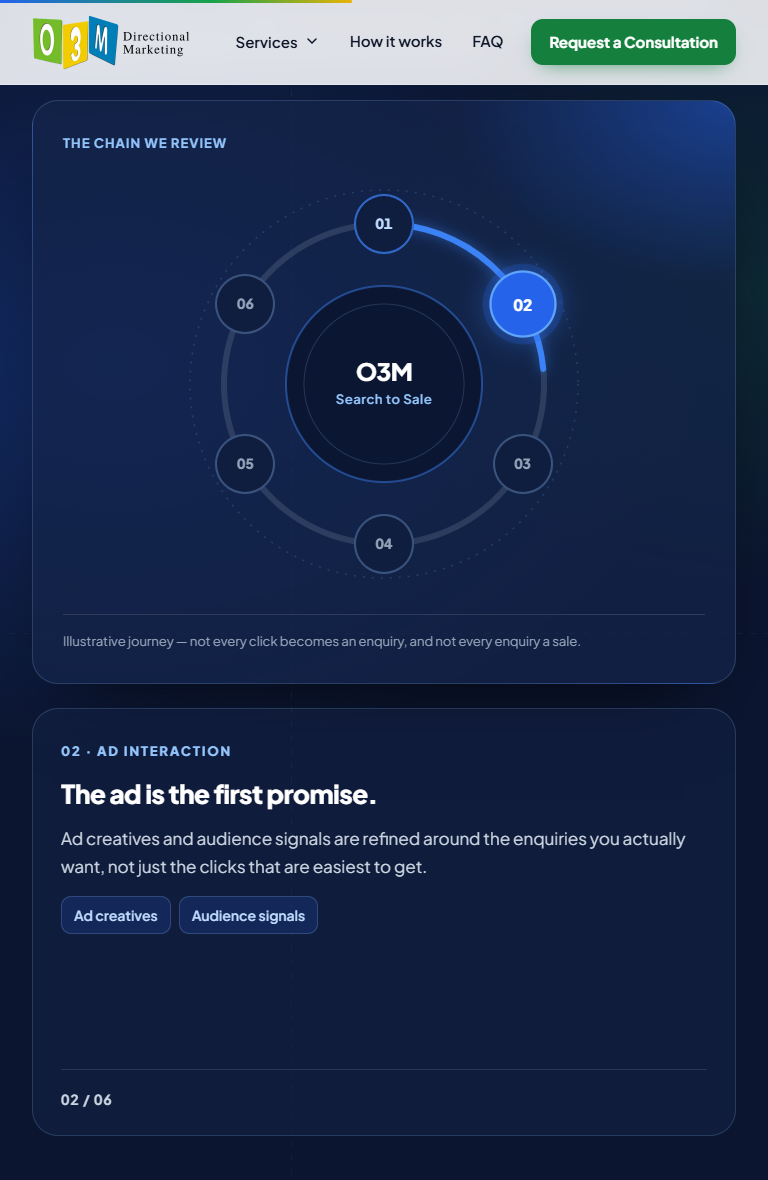 O3M Directional
Marketing
Services
How it works
FAQ
Request a Consultation
THE CHAIN WE REVIEW
01
02
03
04
05
06
O3M
Search to Sale
Illustrative journey — not every click becomes an enquiry, and not every enquiry a sale.
02 · AD INTERACTION
The ad is the first promise.
Ad creatives and audience signals are refined around the enquiries you actually
want, not just the clicks that are easiest to get.
Ad creatives
Audience signals
02 / 06